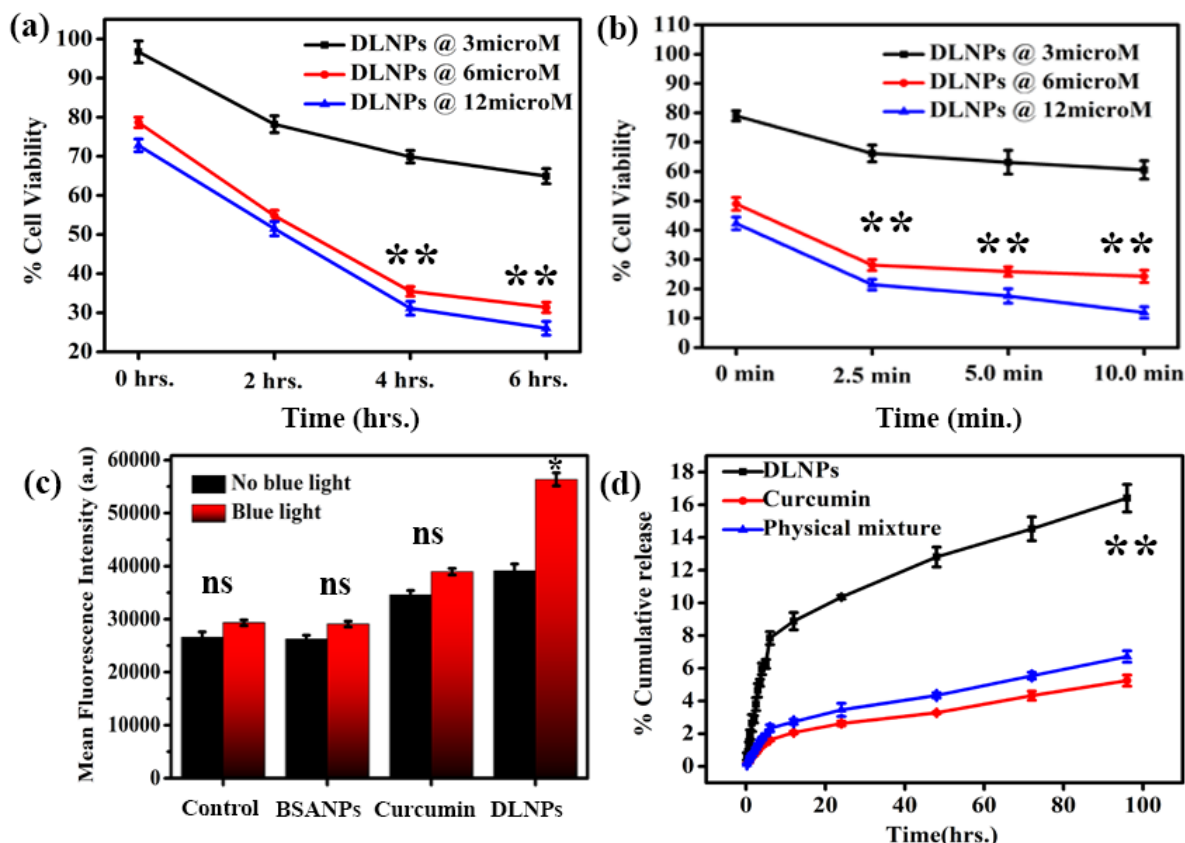 (a)
DLNPs @ 3microM
DLNPs @ 6microM
DLNPs @ 12microM
100
90
80
70
60
50
40
30
20
% Cell Viability
** **
0 hrs. 2 hrs. 4 hrs. 6 hrs.
Time (hrs.)
(b)
DLNPs @ 3microM
DLNPs @ 6microM
DLNPs @ 12microM
110
100
90
80
70
60
50
40
30
20
10
0
% Cell Viability
** ** **
0 min 2.5 min 5.0 min 10.0 min
Time (min.)
(c)
No blue light
Blue light
60000
50000
40000
30000
20000
10000
0
Mean Fluorescence Intensity (a.u)
ns ns ns *
Control BSANPs Curcumin DLNPs
(d)
DLNPs
Curcumin
Physical mixture
18
16
14
12
10
8
6
4
2
0
% Cumulative release
**
0 20 40 60 80 100
Time(hrs.)